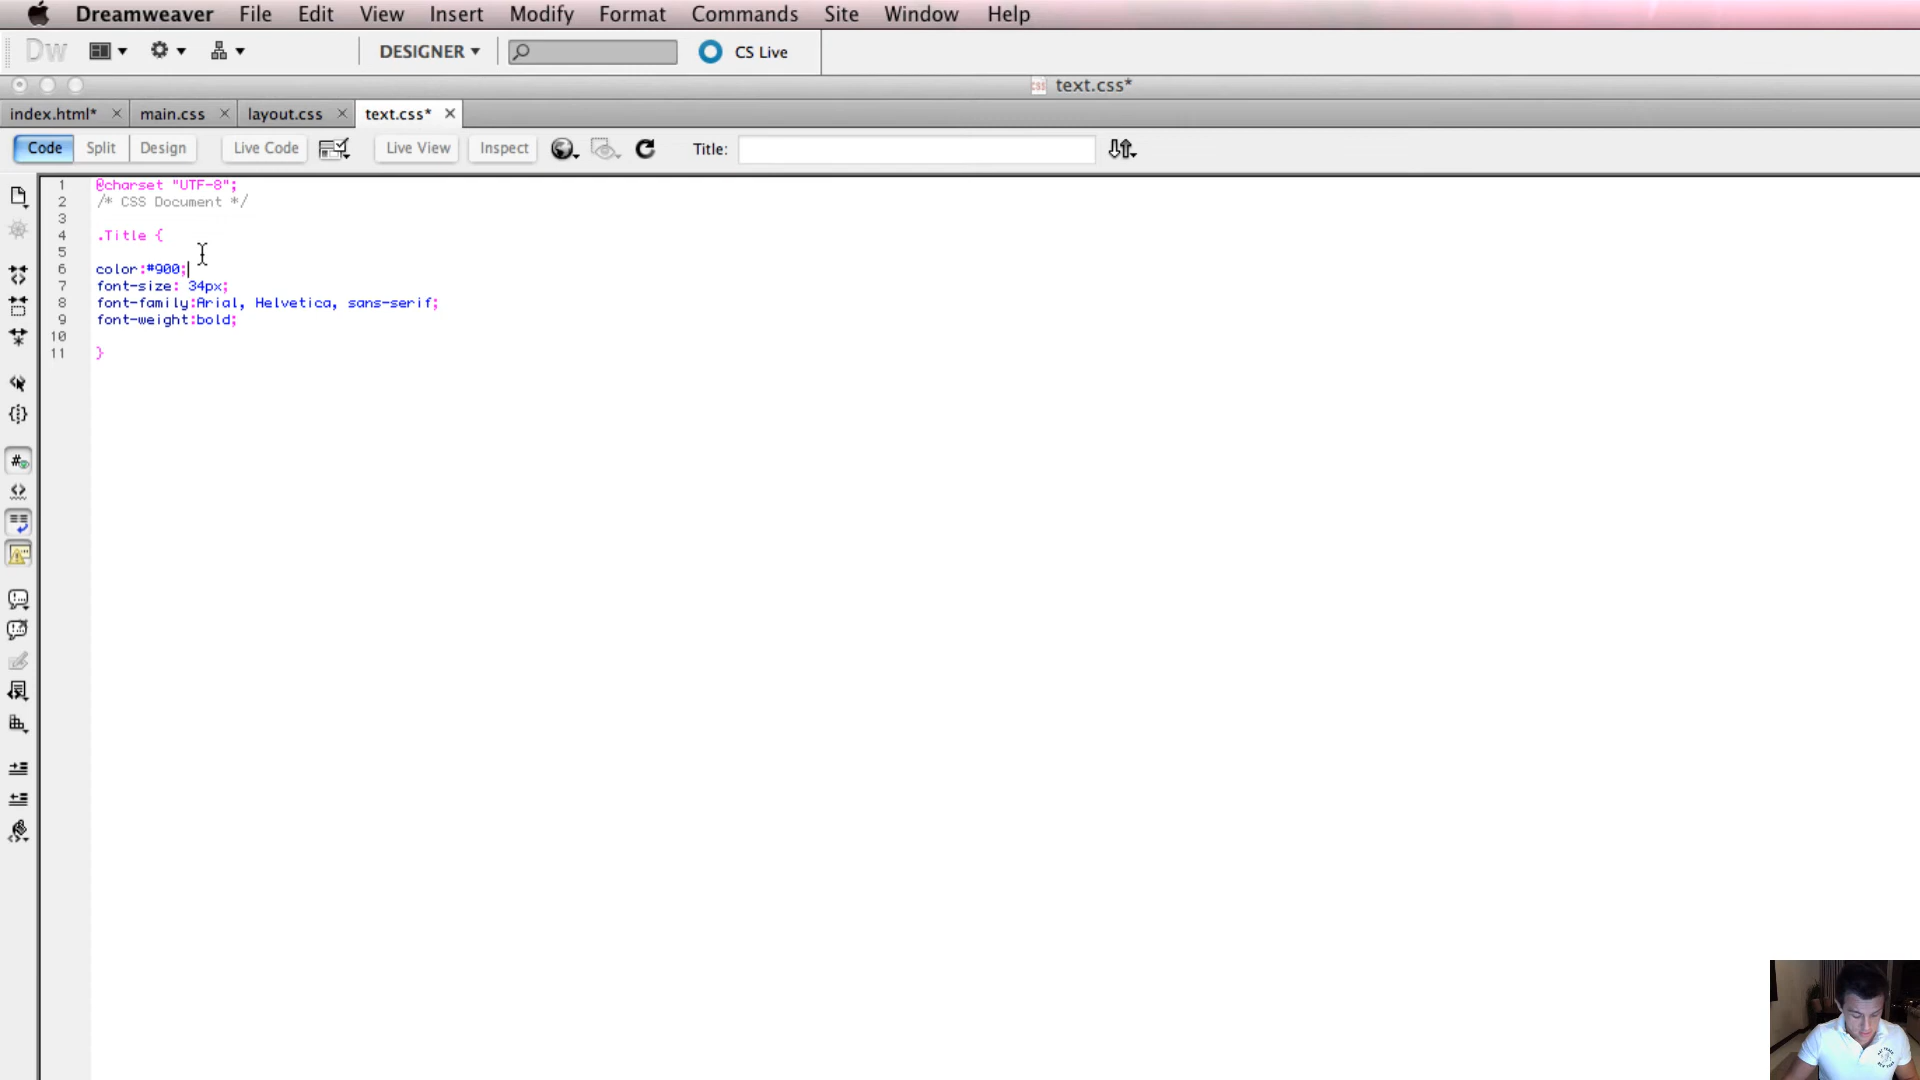 Dreamweaver File Edit View Insert Modify Format Commands Site Window Help
Dw DESIGNER CS Live
text.css*
index.html* main.css layout.css text.css*
Code Split Design Live Code Live View Inspect Title:
1 @charset "UTF-8";
2 /* CSS Document */
3
4 .Title {
5
6 color:#900;
7 font-size: 34px;
8 font-family:Arial, Helvetica, sans-serif;
9 font-weight:bold;
10
11 }